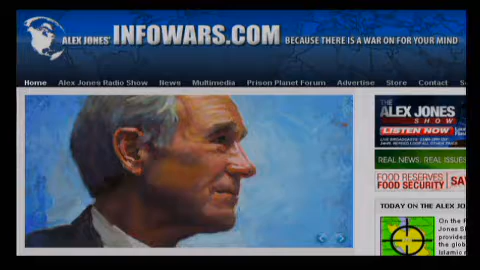 ALEX JONES' INFOWARS.COM BECAUSE THERE IS A WAR ON FOR YOUR MIND
Home Alex Jones Radio Show News Multimedia Prison Planet Forum Advertise Store Contact
THE
ALEX JONES
SHOW
LISTEN NOW
REAL NEWS. REAL ISSUES
FOOD RESERVES
FOOD SECURITY
TODAY ON THE ALEX JO
On the
Jones S
provides
the glob
Islamic